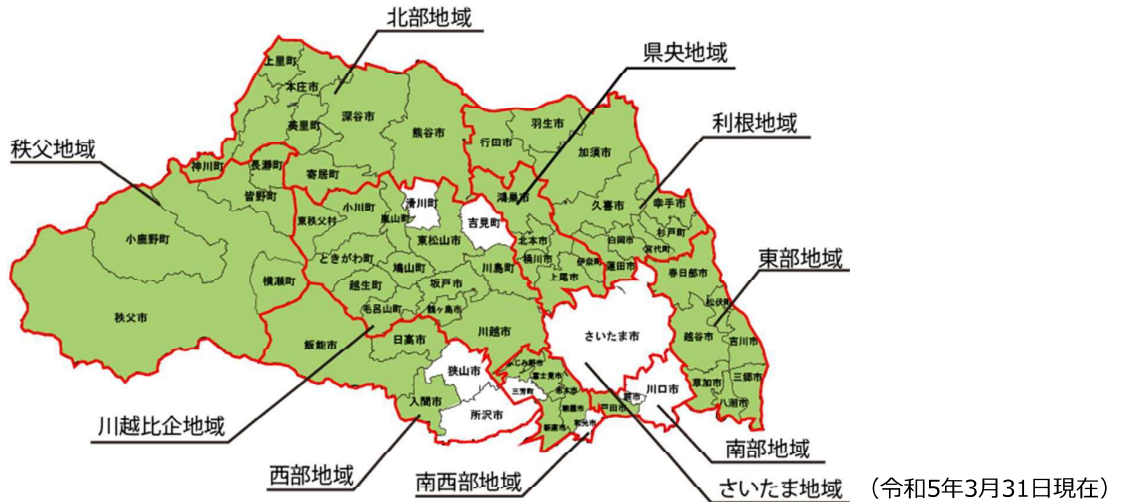 北部地域
県央地域
利根地域
秩父地域
東部地域
川越比企地域
西部地域
南西部地域
南部地域
さいたま地域
（令和5年3月31日現在）
上里町
本庄市
美里町
深谷市
熊谷市
神川町
長瀞町
寄居町
皆野町
小鹿野町
秩父市
横瀬町
行田市
羽生市
加須市
鴻巣市
久喜市
幸手市
杉戸町
白岡市
宮代町
北本市
桶川市
伊奈町
上尾市
蓮田市
春日部市
松伏町
越谷市
吉川市
草加市
三郷市
八潮市
東秩父村
小川町
嵐山町
滑川町
吉見町
東松山市
ときがわ町
鳩山町
川島町
越生町
坂戸市
毛呂山町
鶴ヶ島市
川越市
飯能市
日高市
狭山市
入間市
所沢市
ふじみ野市
富士見市
三芳町
志木市
朝霞市
新座市
和光市
さいたま市
戸田市
蕨市
川口市